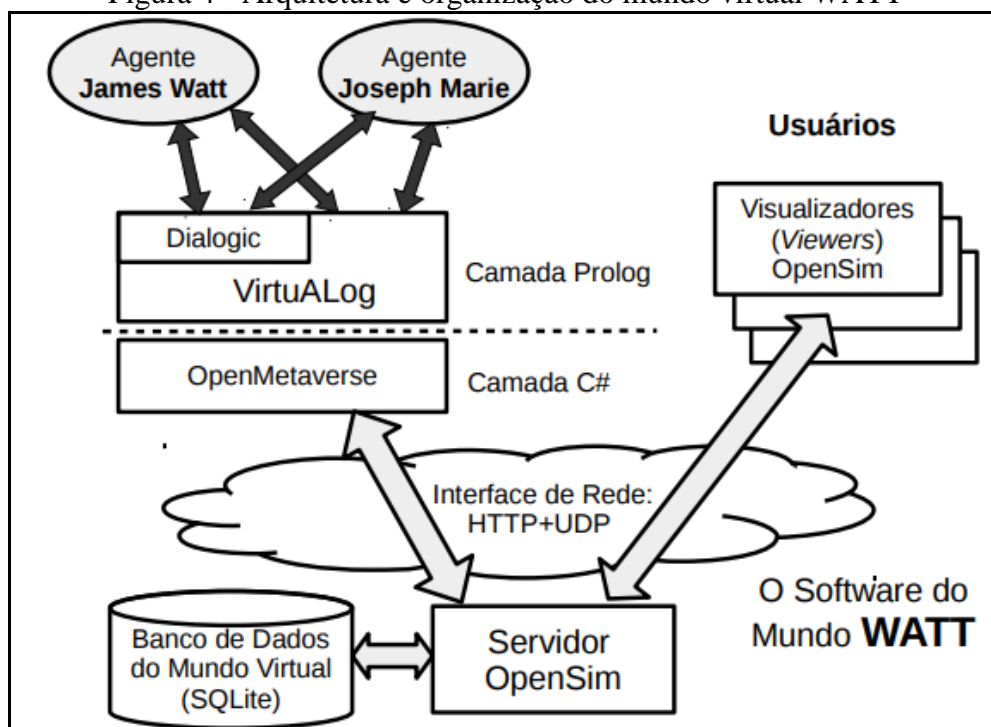 Figura 4 - Arquitetura e organização do mundo virtual WATT
Agente
James Watt
Agente
Joseph Marie
Usuários
Dialogic
VirtuALog
Camada Prolog
Visualizadores
(Viewers)
OpenSim
OpenMetaverse
Camada C#
Interface de Rede:
HTTP+UDP
Banco de Dados
do Mundo Virtual
(SQLite)
Servidor
OpenSim
O Software do
Mundo WATT